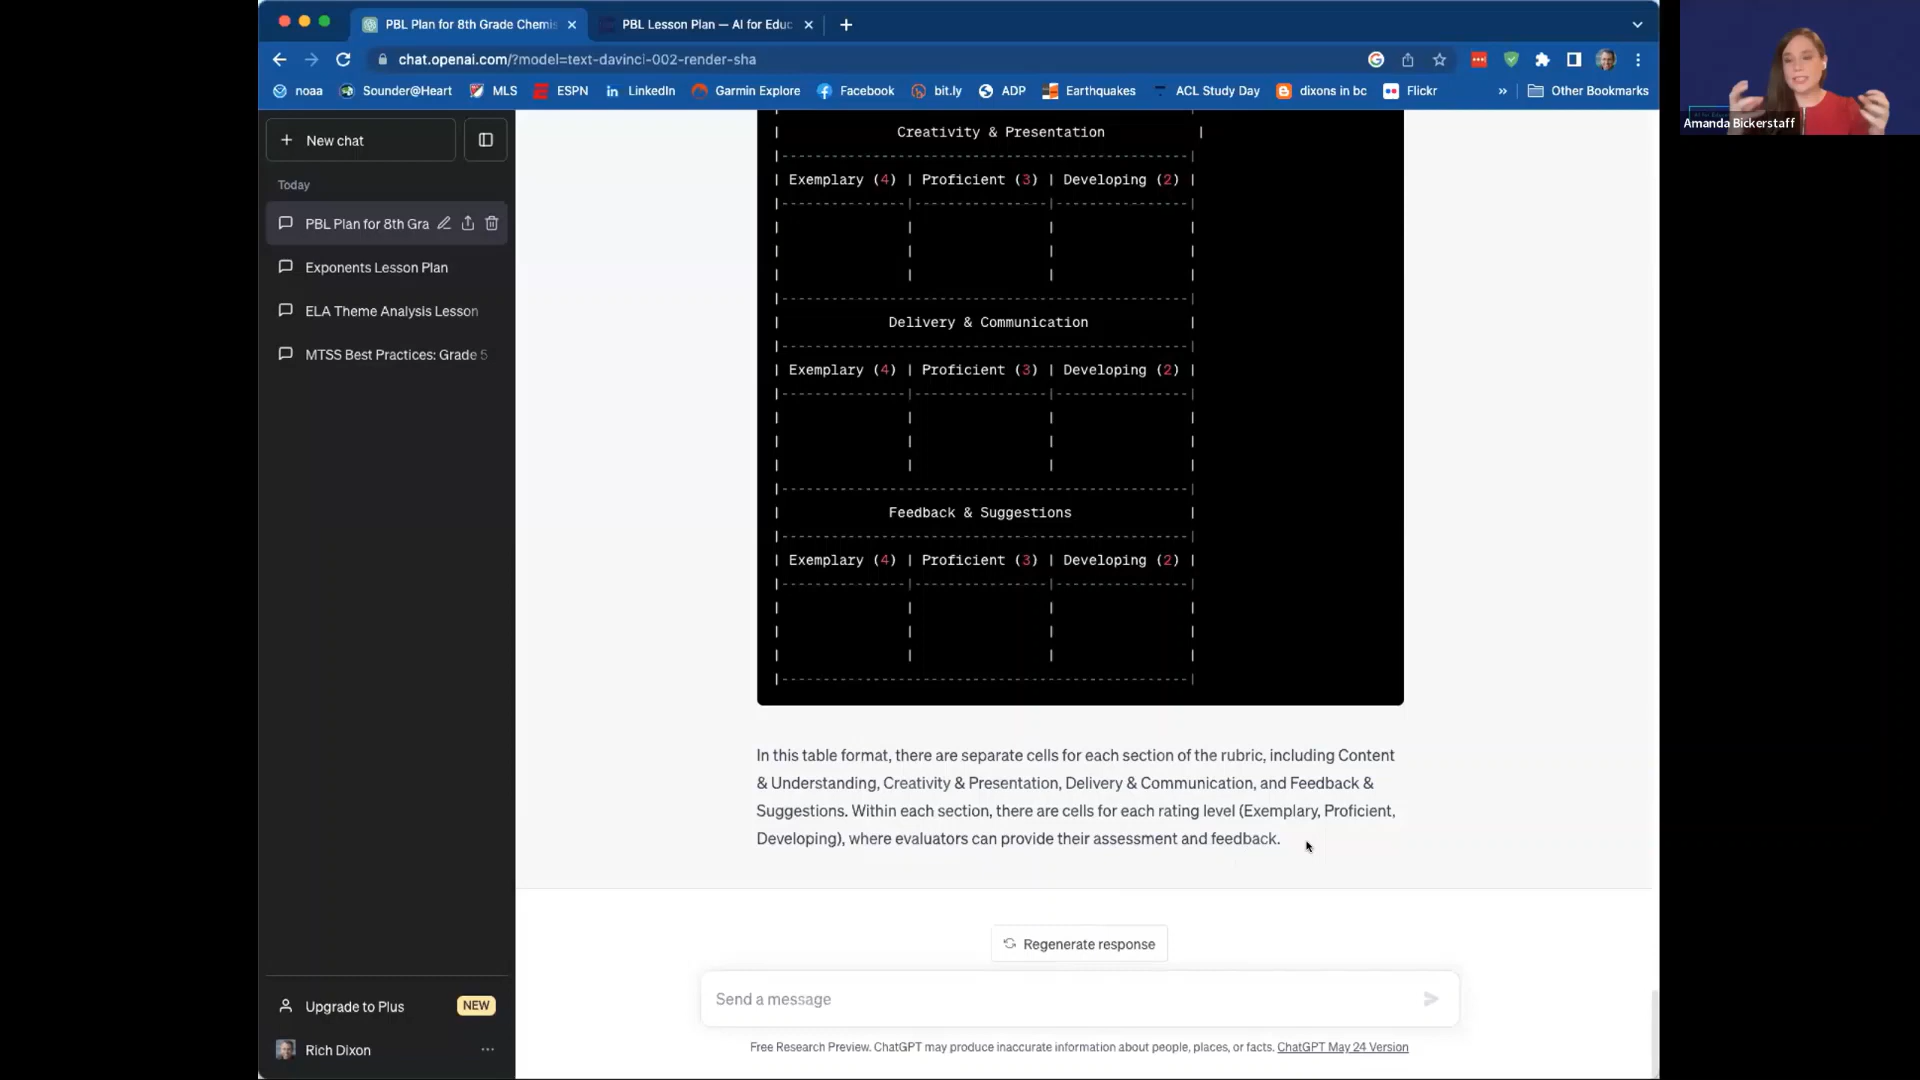 PBL Plan for 8th Grade Chemis
PBL Lesson Plan — AI for Educ
chat.openai.com/?model=text-davinci-002-render-sha
noaa Sounder@Heart MLS ESPN LinkedIn Garmin Explore Facebook bit.ly ADP Earthquakes ACL Study Day dixons in bc Flickr » Other Bookmarks
Amanda Bickerstaff
+ New chat
Today
PBL Plan for 8th Gra
Exponents Lesson Plan
ELA Theme Analysis Lesson
MTSS Best Practices: Grade 5
Upgrade to Plus NEW
Rich Dixon ...
| Creativity & Presentation |
| Exemplary (4) | Proficient (3) | Developing (2) |
| Delivery & Communication |
| Exemplary (4) | Proficient (3) | Developing (2) |
| Feedback & Suggestions |
| Exemplary (4) | Proficient (3) | Developing (2) |
In this table format, there are separate cells for each section of the rubric, including Content
& Understanding, Creativity & Presentation, Delivery & Communication, and Feedback &
Suggestions. Within each section, there are cells for each rating level (Exemplary, Proficient,
Developing), where evaluators can provide their assessment and feedback.
Regenerate response
Send a message
Free Research Preview. ChatGPT may produce inaccurate information about people, places, or facts. ChatGPT May 24 Version